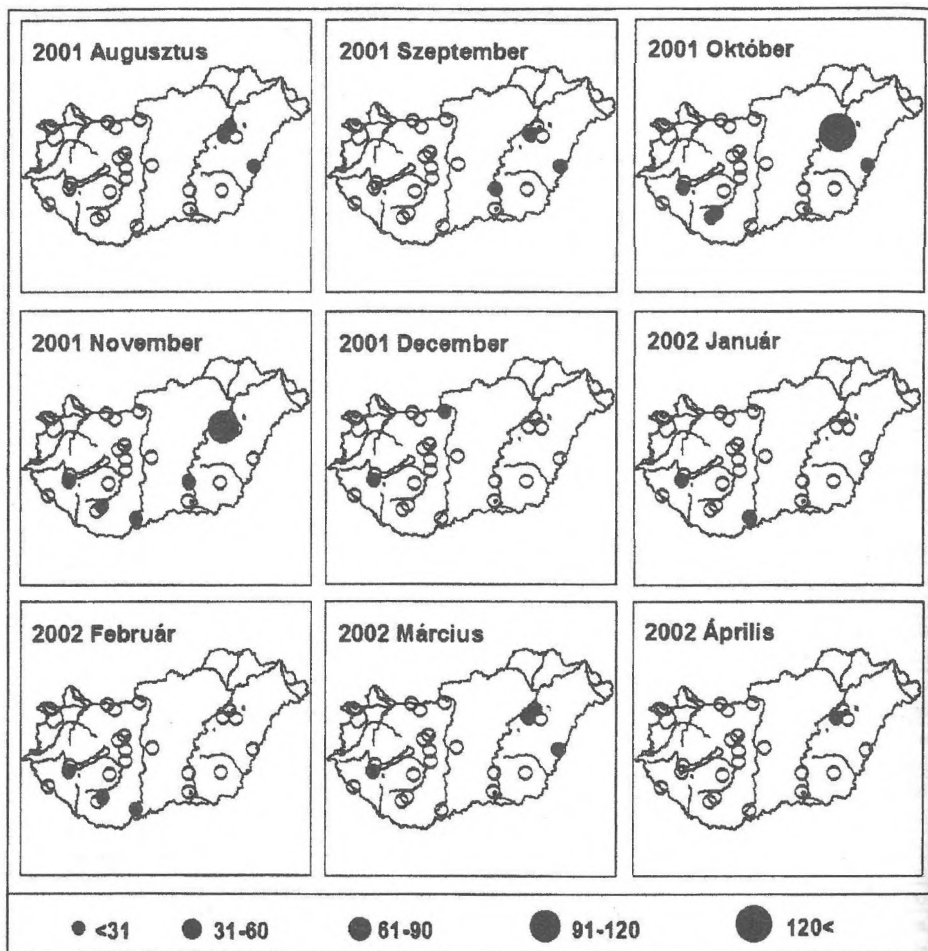 2001 Augusztus
2001 Szeptember
2001 Október
2001 November
2001 December
2002 Január
2002 Február
2002 Március
2002 Április
<31
31-60
61-90
91-120
120<